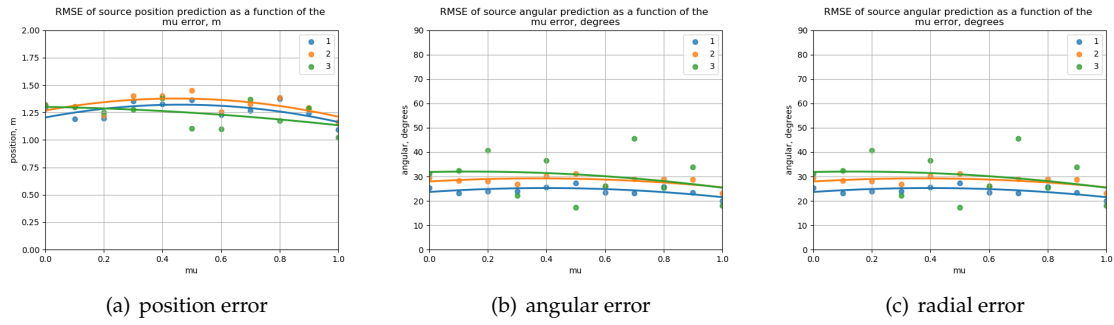 RMSE of source position prediction as a function of the
mu error, m
2.00
1.75
1.50
1.25
1.00
0.75
0.50
0.25
0.00
position, m
0.0 0.2 0.4 0.6 0.8 1.0
mu
1
2
3
(a) position error
RMSE of source angular prediction as a function of the
mu error, degrees
90
80
70
60
50
40
30
20
10
0
angular, degrees
0.0 0.2 0.4 0.6 0.8 1.0
mu
1
2
3
(b) angular error
RMSE of source angular prediction as a function of the
mu error, degrees
90
80
70
60
50
40
30
20
10
0
angular, degrees
0.0 0.2 0.4 0.6 0.8 1.0
mu
1
2
3
(c) radial error